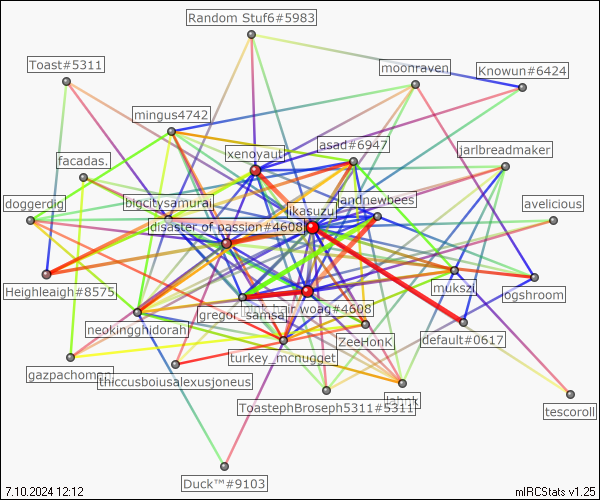 Random Stuf6#5983
Toast#5311
moonraven
Knowun#6424
mingus4742
asad#6947
xenoyaut
jarlbreadmaker
facadas.
doggerdig
bigcitysamurai
andnewbees
avelicious
ikasuzu
disaster of passion#4608
Heighleaigh#8575
mukszi
ogshroom
pink hair woag#4608
gregor_samsa
neokingghidorah
default#0617
ZeeHonK
turkey_mcnugget
gazpachoman
thiccusboiusalexusjoneus
ToastephBroseph5311#5311
tescoroll
Duck™#9103
7.10.2024 12:12
mIRCStats v1.25